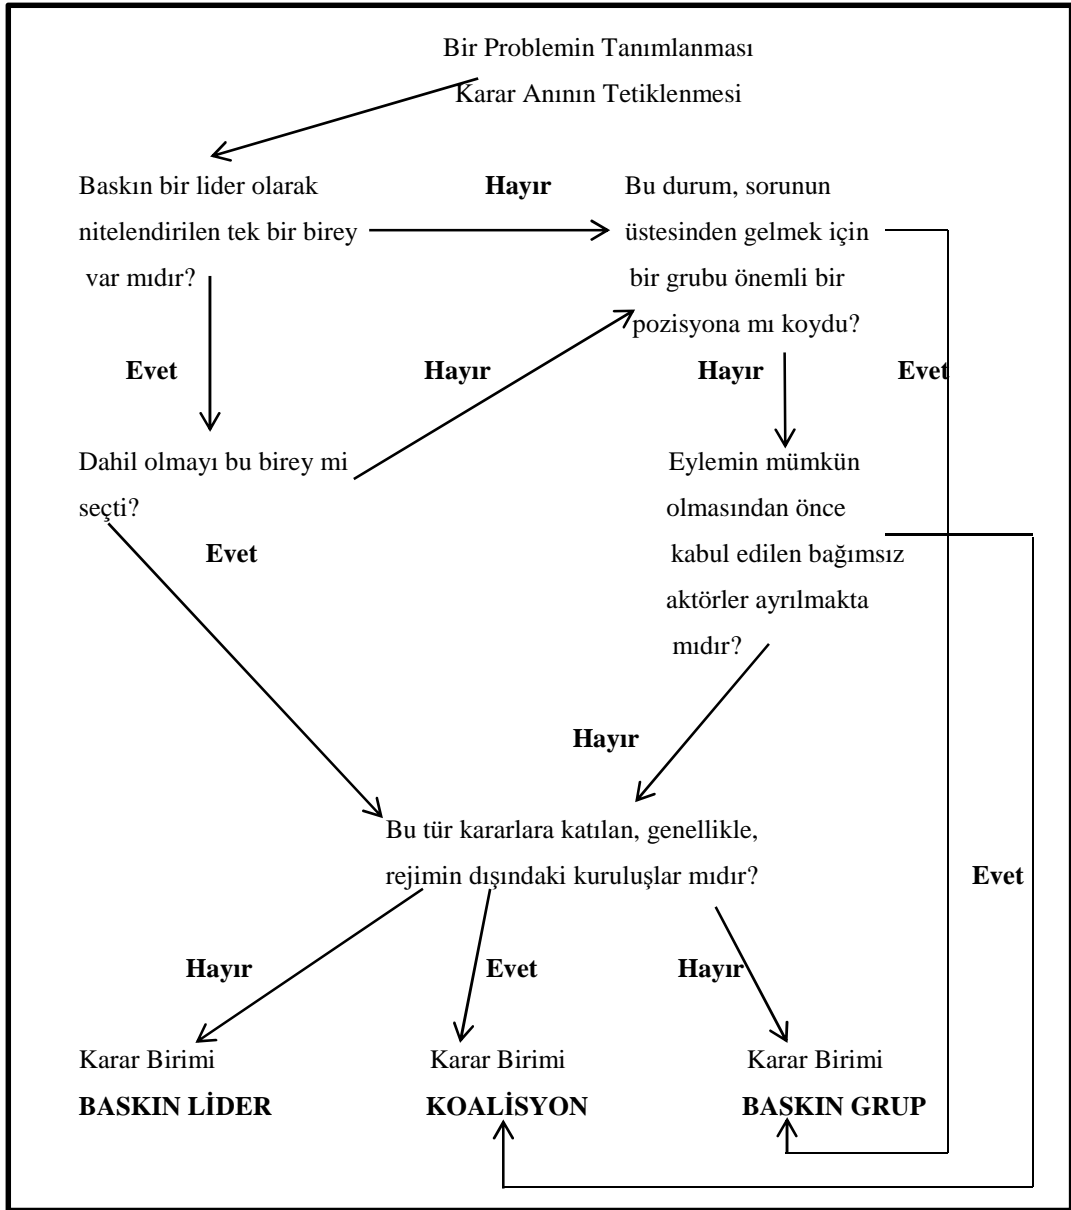 Bir Problemin Tanımlanması
Karar Anının Tetiklenmesi
Baskın bir lider olarak
nitelendirilen tek bir birey
var mıdır?
Hayır
Bu durum, sorunun
üstesinden gelmek için
bir grubu önemli bir
pozisyona mı koydu?
Evet
Hayır
Hayır
Evet
Dahil olmayı bu birey mi
seçti?
Evet
Eylemin mümkün
olmasından önce
kabul edilen bağımsız
aktörler ayrılmakta
mıdır?
Hayır
Bu tür kararlara katılan, genellikle,
rejimin dışındaki kuruluşlar mıdır?
Evet
Hayır
Evet
Hayır
Karar Birimi
BASKIN LİDER
Karar Birimi
KOALİSYON
Karar Birimi
BASKIN GRUP